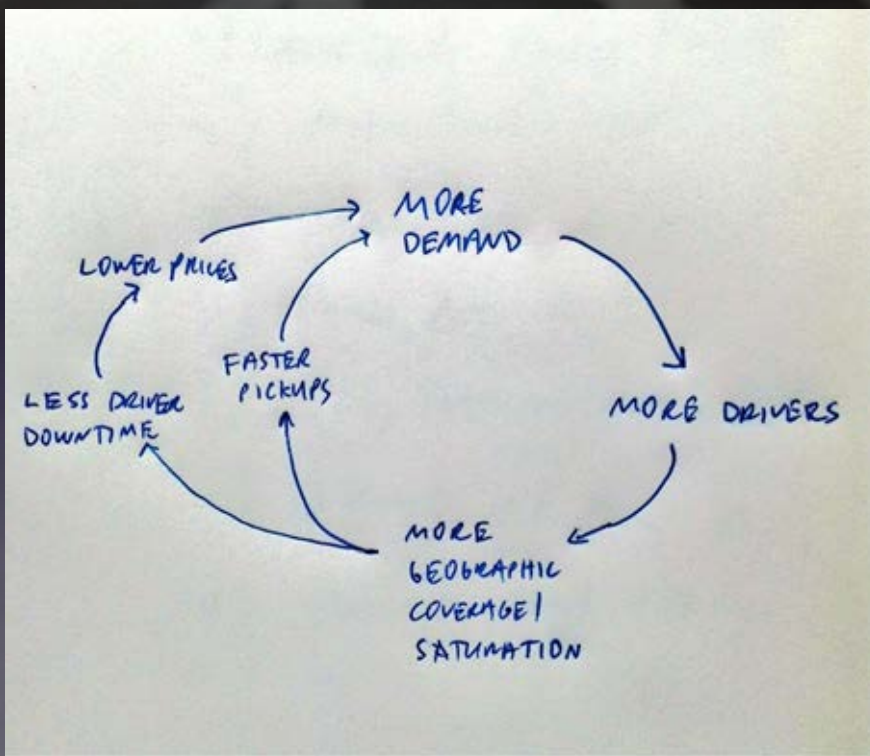 MORE
DEMAND
LOWER PRICES
FASTER
PICKUPS
LESS DRIVER
DOWNTIME
MORE DRIVERS
MORE
GEOGRAPHIC
COVERAGE/
SATURATION